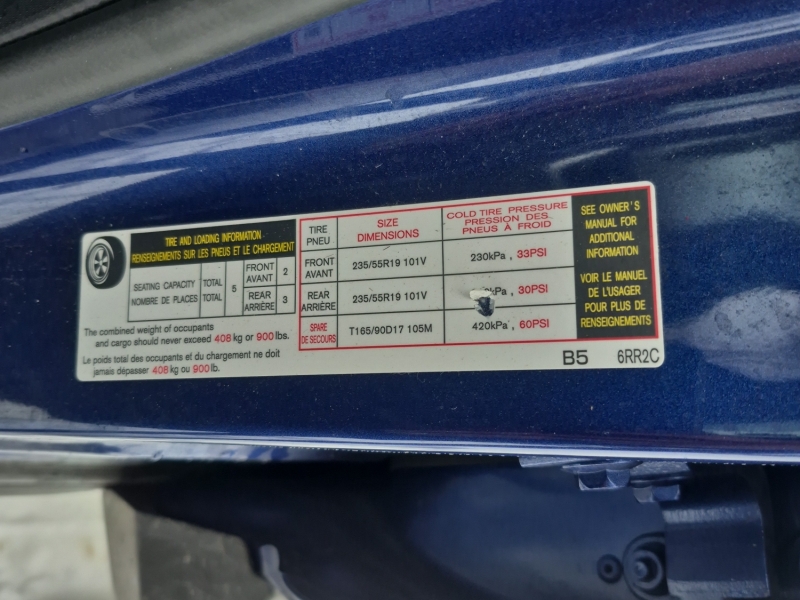 TIRE AND LOADING INFORMATION
RENSEIGNEMENTS SUR LES PNEUS ET LE CHARGEMENT
SEATING CAPACITY TOTAL 5 FRONT AVANT 2
NOMBRE DE PLACES TOTAL REAR ARRIÈRE 3
The combined weight of occupants
and cargo should never exceed 408 kg or 900 lbs.
Le poids total des occupants et du chargement ne doit
jamais dépasser 408 kg ou 900 lb.
TIRE PNEU SIZE DIMENSIONS COLD TIRE PRESSURE PRESSION DES PNEUS À FROID
FRONT AVANT 235/55R19 101V 230kPa , 33PSI
REAR ARRIÈRE 235/55R19 101V , 30PSI
SPARE DE SECOURS T165/90D17 105M 420kPa , 60PSI
SEE OWNER'S
MANUAL FOR
ADDITIONAL
INFORMATION
VOIR LE MANUEL
DE L'USAGER
POUR PLUS DE
RENSEIGNEMENTS
B5 6RR2C